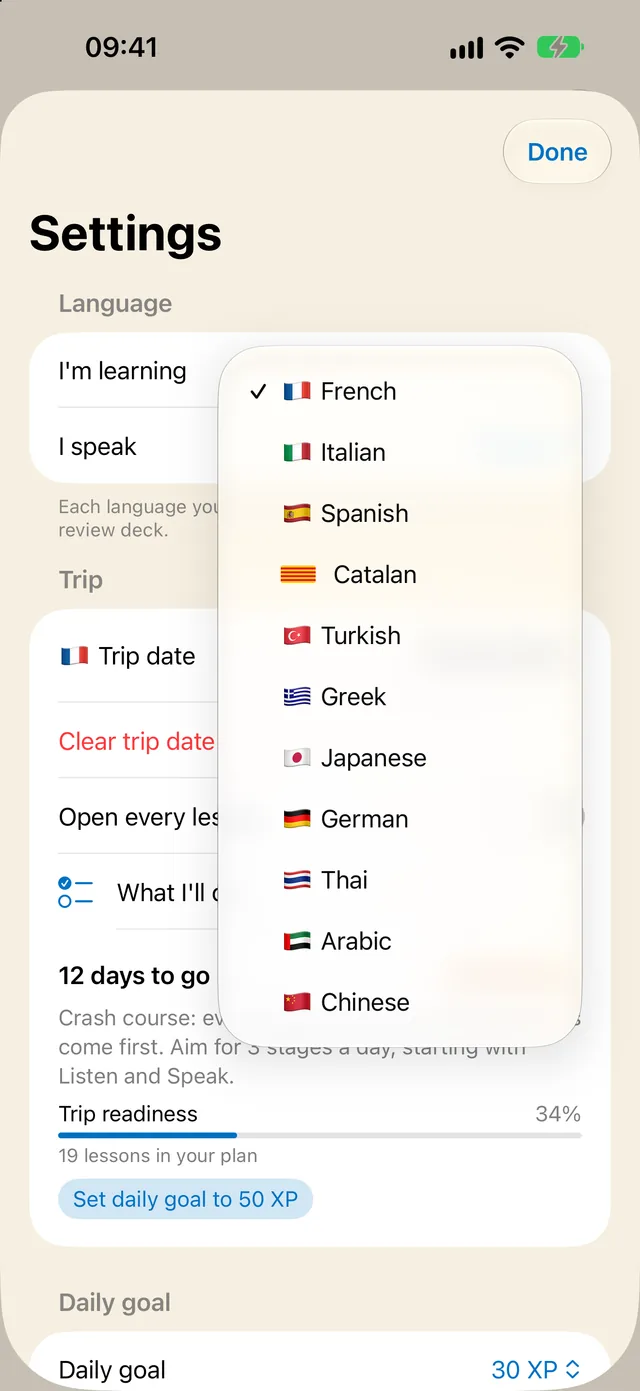 09:41
Done
Settings
Language
I'm learning
I speak
Each language you
review deck.
French
Italian
Spanish
Catalan
Turkish
Greek
Japanese
German
Thai
Arabic
Chinese
Trip
Trip date
Clear trip date
Open every
What I'll
12 days to go
Crash course:
come first. Aim for 3 stages a day, starting with
Listen and Speak.
Trip readiness
34%
19 lessons in your plan
Set daily goal to 50 XP
Daily goal
Daily goal
30 XP